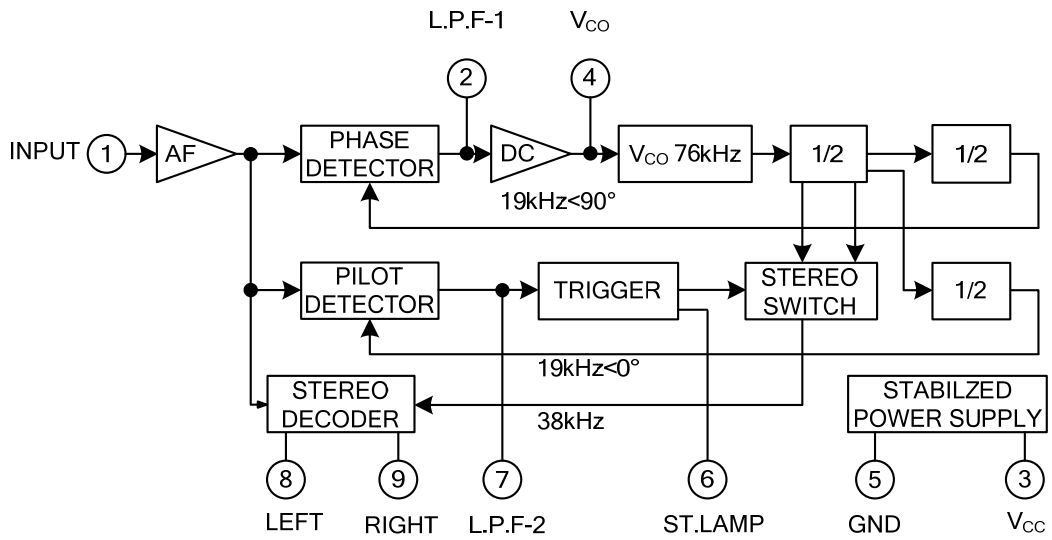 L.P.F-1
VCO
2
4
INPUT
1
AF
PHASE
DETECTOR
DC
VCO 76kHz
1/2
1/2
19kHz<90°
PILOT
DETECTOR
TRIGGER
STEREO
SWITCH
1/2
19kHz<0°
STEREO
DECODER
38kHz
STABILZED
POWER SUPPLY
8
9
7
6
5
3
LEFT
RIGHT
L.P.F-2
ST.LAMP
GND
VCC